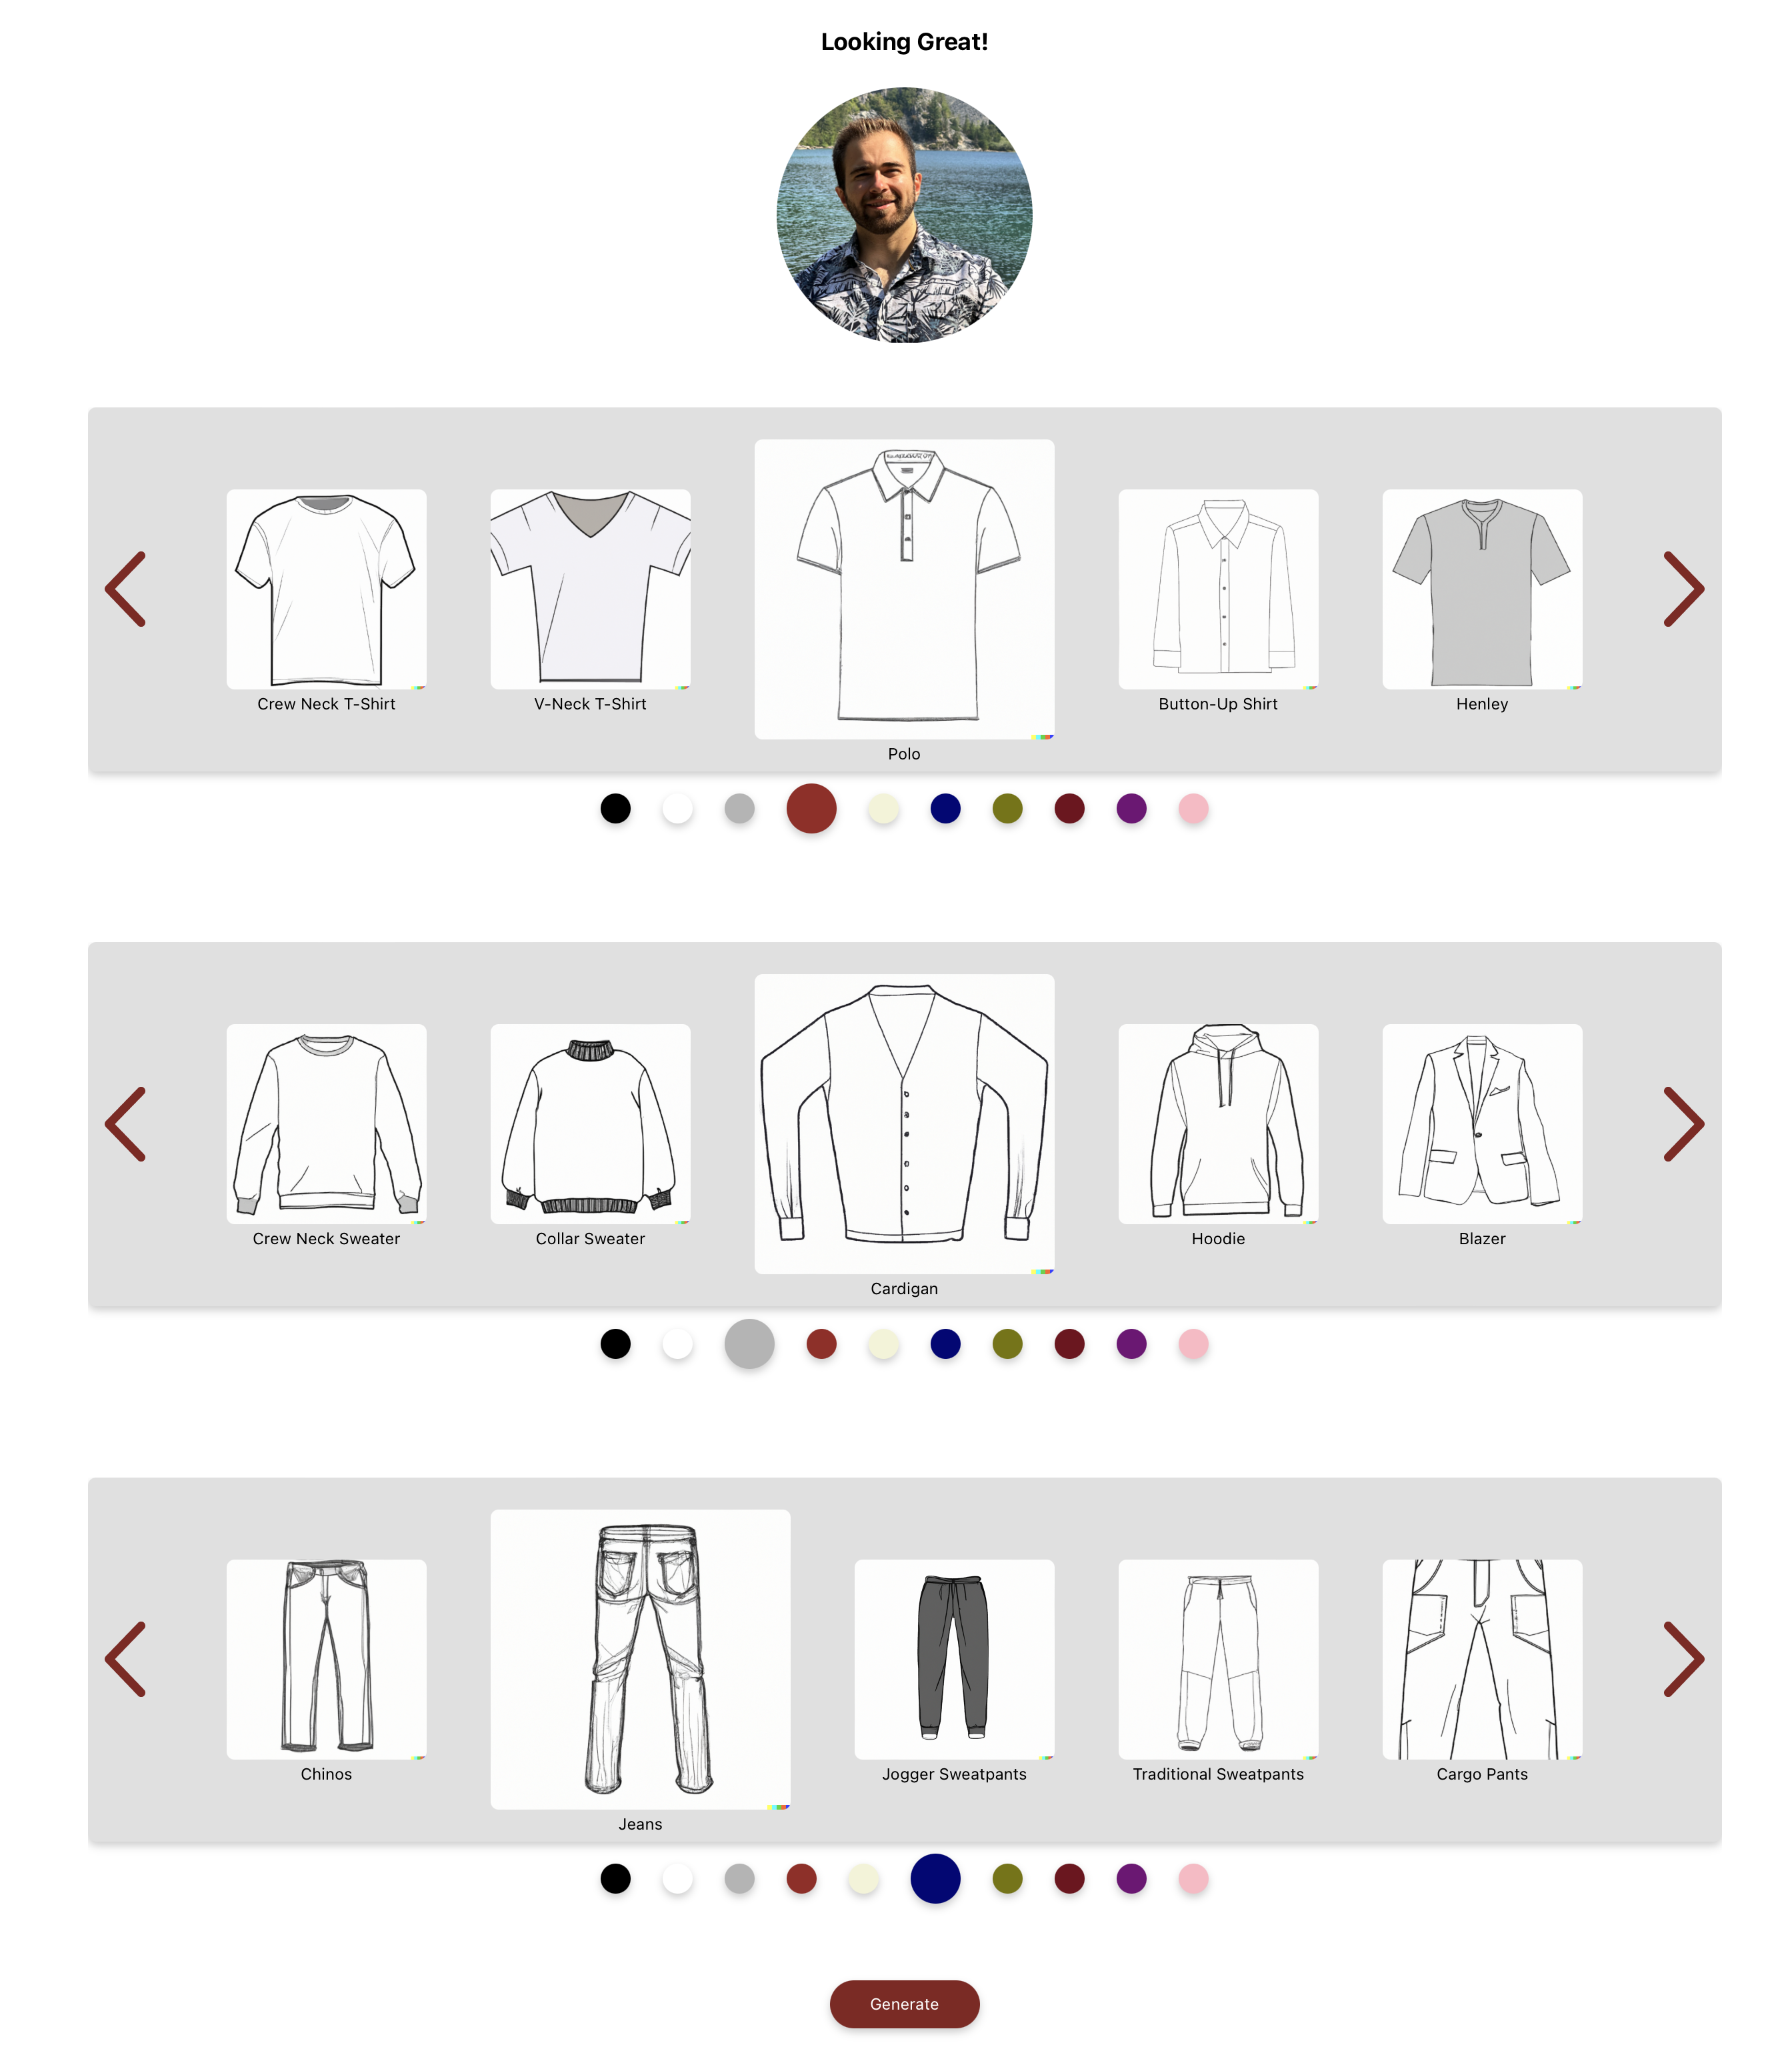 Looking Great!
Crew Neck T-Shirt
V-Neck T-Shirt
Polo
Button-Up Shirt
Henley
Crew Neck Sweater
Collar Sweater
Cardigan
Hoodie
Blazer
Chinos
Jeans
Jogger Sweatpants
Traditional Sweatpants
Cargo Pants
Generate